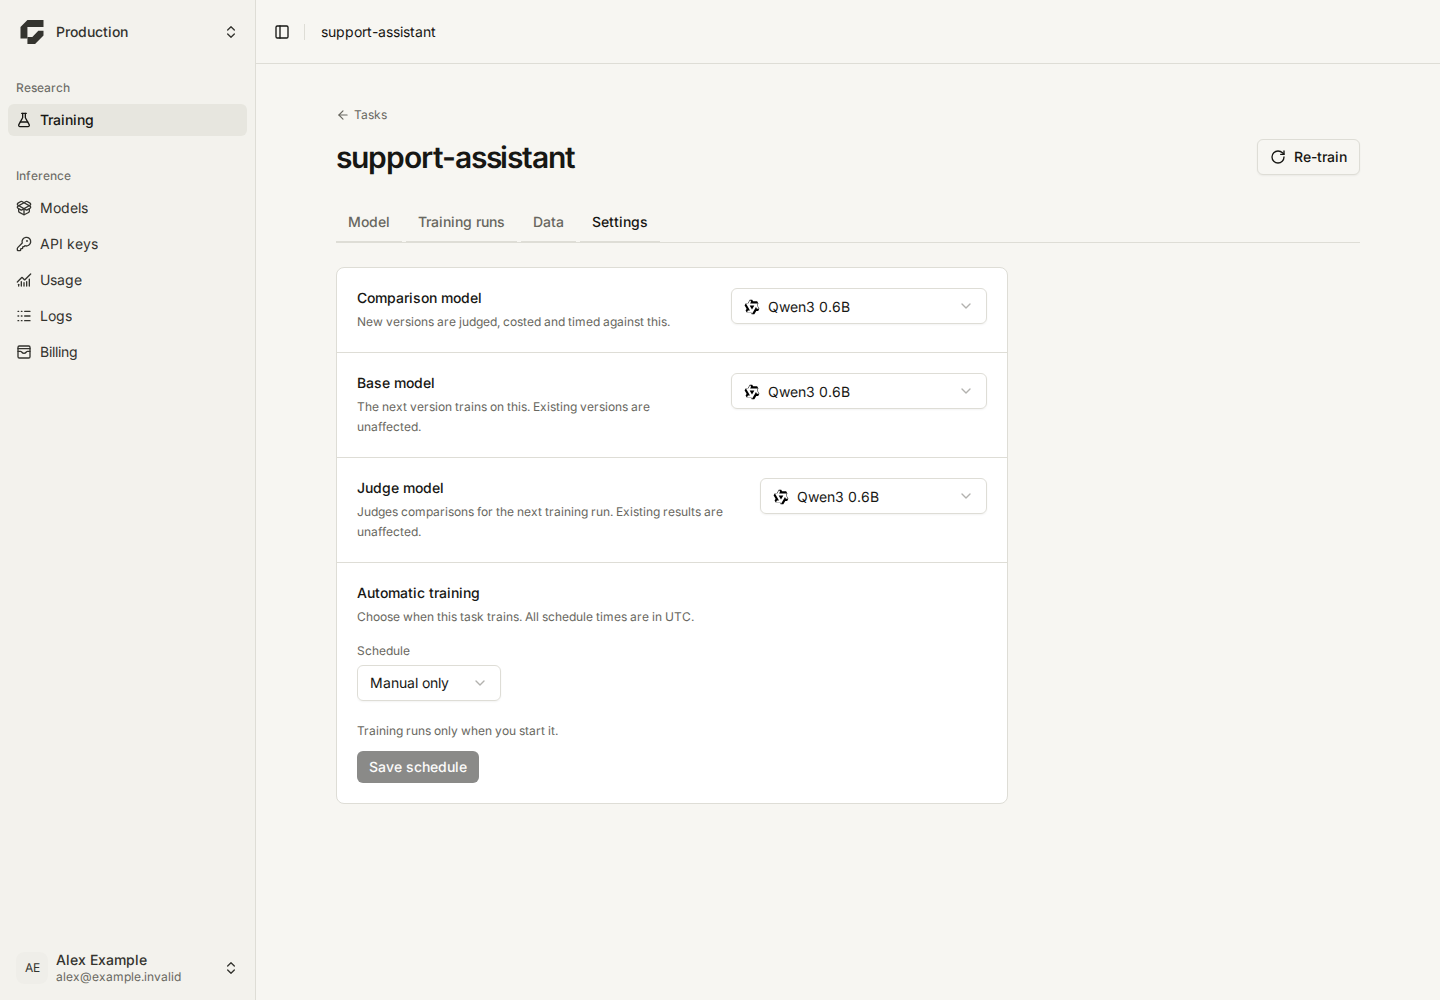 Production
support-assistant
Research
Training
Inference
Models
API keys
Usage
Logs
Billing
Tasks
support-assistant
Re-train
Model
Training runs
Data
Settings
Comparison model
New versions are judged, costed and timed against this.
Qwen3 0.6B
Base model
The next version trains on this. Existing versions are
unaffected.
Qwen3 0.6B
Judge model
Judges comparisons for the next training run. Existing results are
unaffected.
Qwen3 0.6B
Automatic training
Choose when this task trains. All schedule times are in UTC.
Schedule
Manual only
Training runs only when you start it.
Save schedule
AE
Alex Example
alex@example.invalid